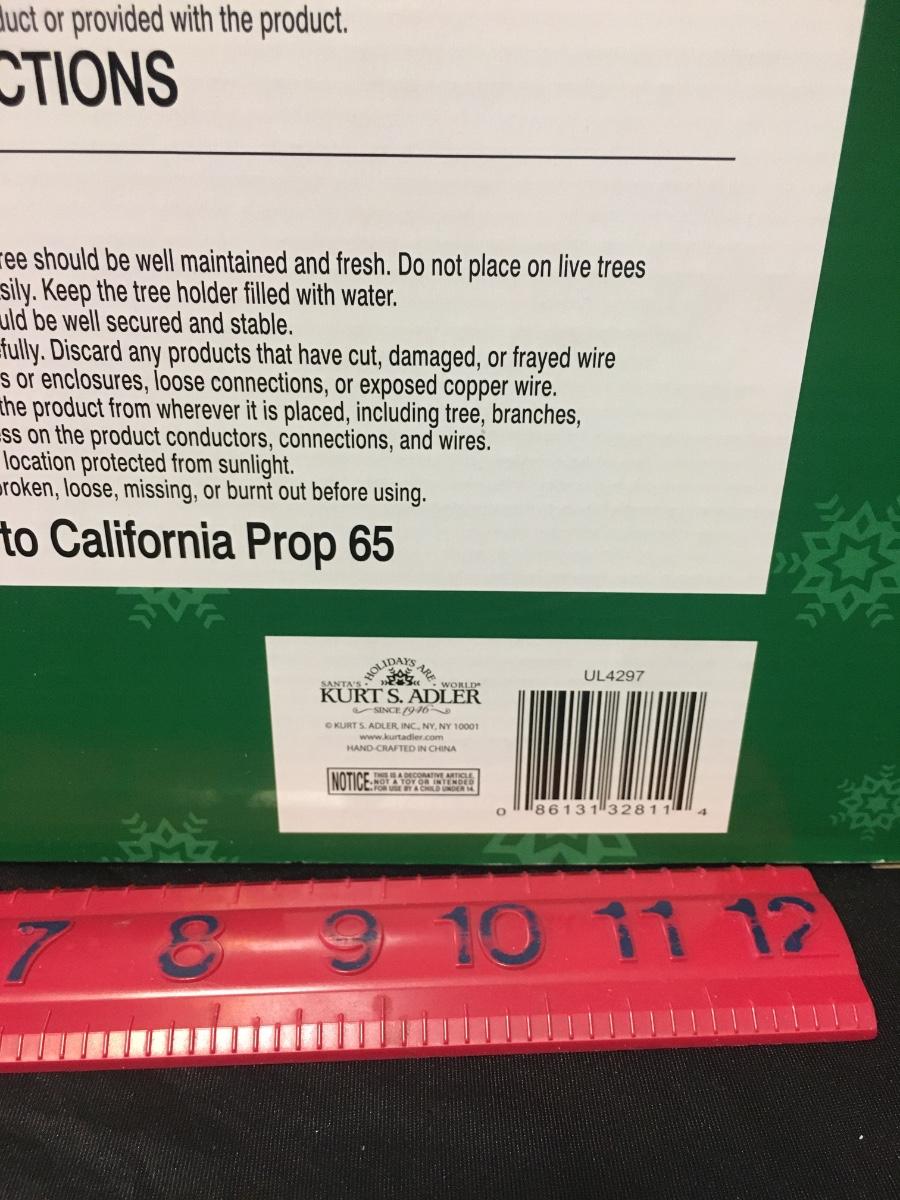 duct or provided with the product.
CTIONS
ree should be well maintained and fresh. Do not place on live trees
sily. Keep the tree holder filled with water.
uld be well secured and stable.
fully. Discard any products that have cut, damaged, or frayed wire
s or enclosures, loose connections, or exposed copper wire.
the product from wherever it is placed, including tree, branches,
ss on the product conductors, connections, and wires.
location protected from sunlight.
broken, loose, missing, or burnt out before using.
to California Prop 65
HOLIDAYS ARE
SANTA'S · WORLD®
KURT S. ADLER
SINCE 1946
© KURT S. ADLER, INC., NY, NY 10001
www.kurtadler.com
HAND-CRAFTED IN CHINA
NOTICE: THIS IS A DECORATIVE ARTICLE.
NOT A TOY OR INTENDED
FOR USE BY A CHILD UNDER 14.
UL4297
0 86131 32811 4
7 8 9 10 11 12